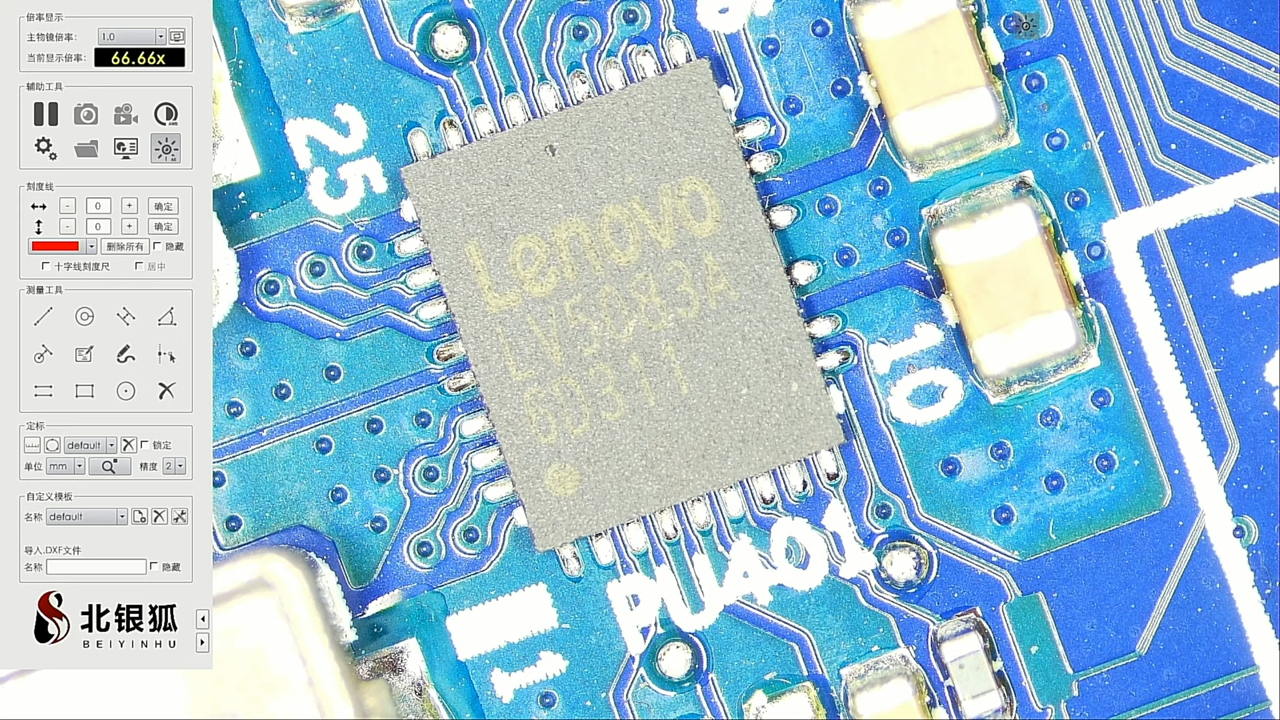 倍率显示
主物镜倍率: 1.0
当前显示倍率: 66.66x
辅助工具
刻度线
- 0 + 确定
- 0 + 确定
删除所有 隐藏
十字线刻度尺 居中
测量工具
定标
default 锁定
单位 mm 精度 2
自定义模板
名称 default
导入.DXF文件
名称 隐藏
北银狐
BEIYINHU
25
Lenovo
10
PU401
1